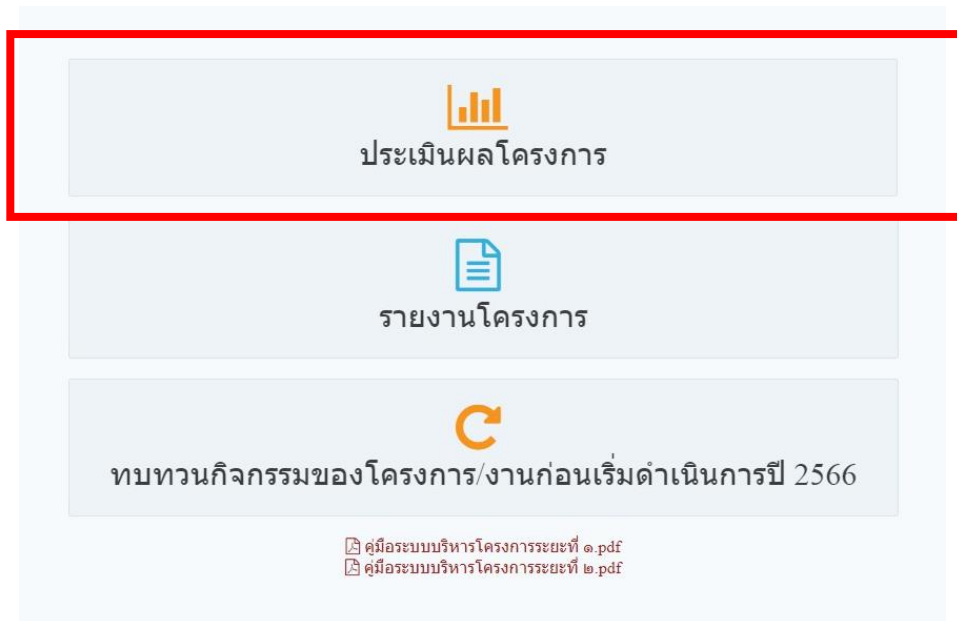 ประเมินผลโครงการ
รายงานโครงการ
ทบทวนกิจกรรมของโครงการ/งานก่อนเริ่มดำเนินการปี 2566
คู่มือระบบบริหารโครงการระยะที่ ๑.pdf
คู่มือระบบบริหารโครงการระยะที่ ๒.pdf